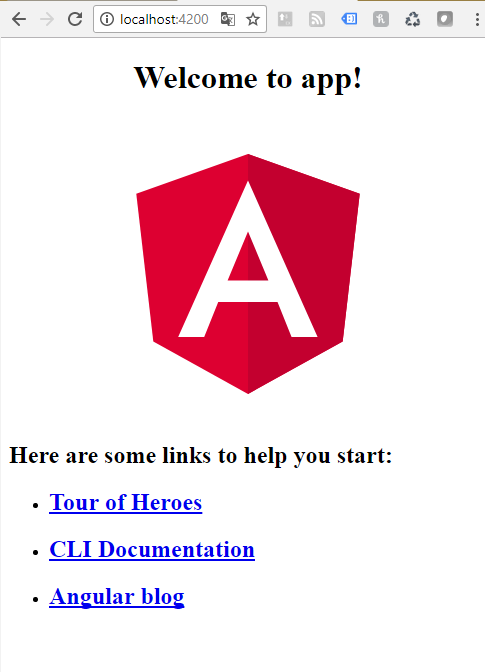 localhost:4200
Welcome to app!
A
Here are some links to help you start:
Tour of Heroes
CLI Documentation
Angular blog